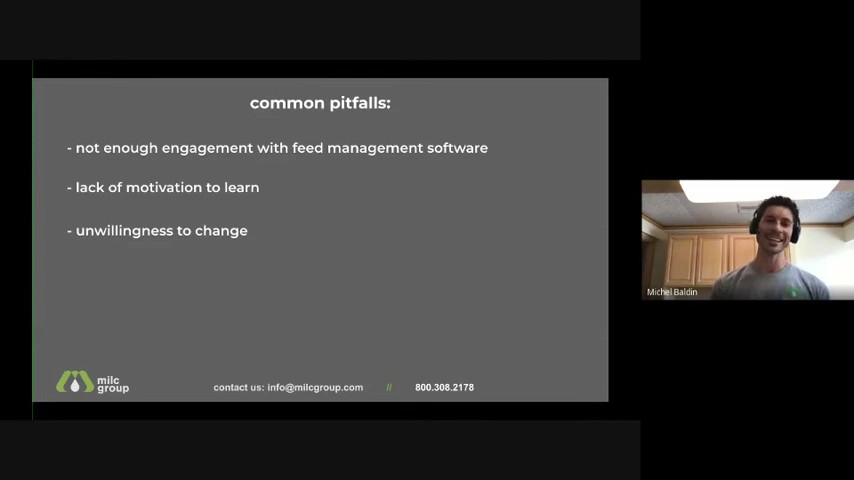 common pitfalls:
- not enough engagement with feed management software
- lack of motivation to learn
- unwillingness to change
milc
group
contact us: info@milcgroup.com // 800.308.2178
Michel Baldin